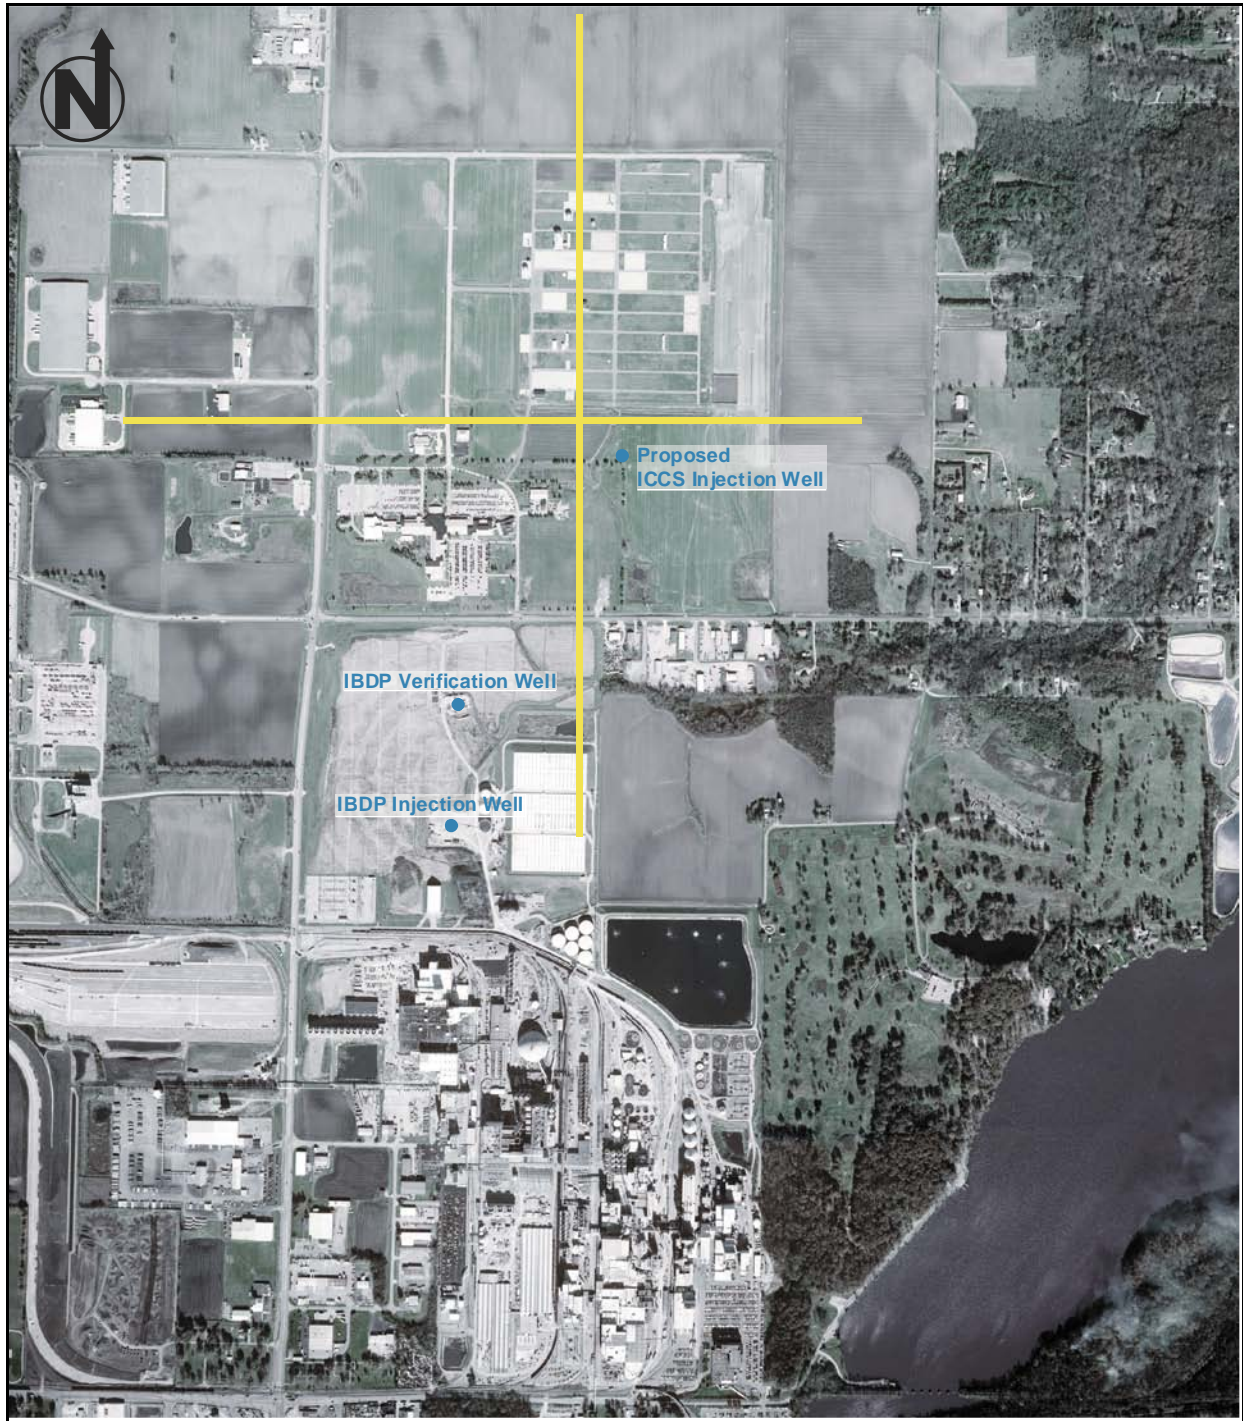 N
Proposed
ICCS Injection Well
IBDP Verification Well
IBDP Injection Well